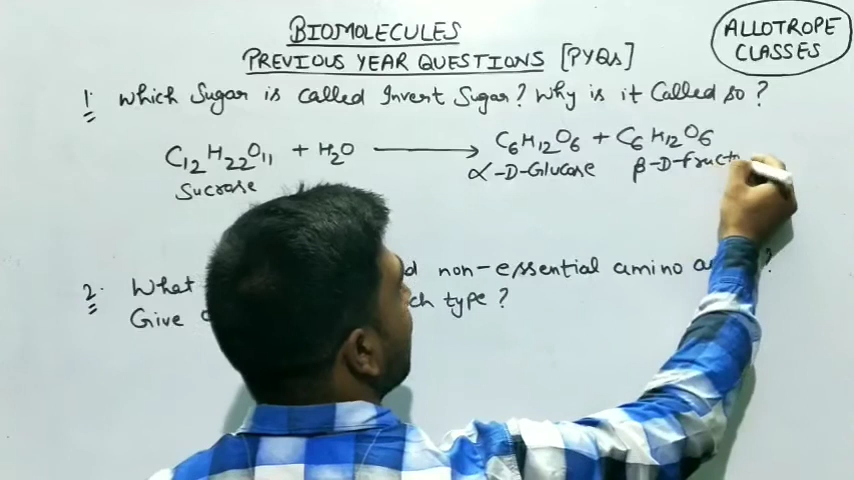 BIOMOLECULES
PREVIOUS YEAR QUESTIONS [PYQs]
ALLOTROPE
CLASSES
1. Which Sugar is called Invert Sugar? Why is it Called so?
C12H22O11 + H2O ⟶ C6H12O6 + C6H12O6
Sucrose α-D-Glucose β-D-fructo
2. What non-essential amino ?
Give type?